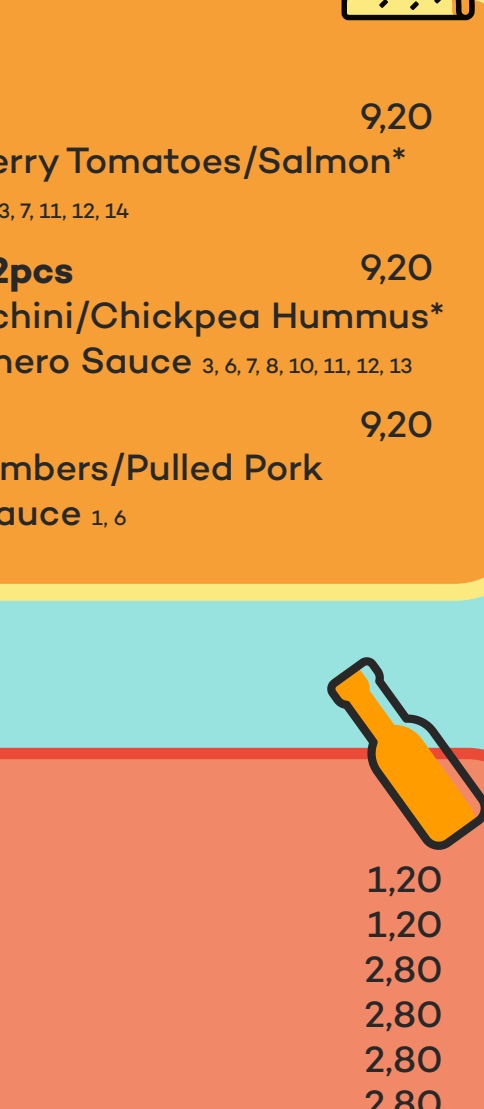 9,20
erry Tomatoes/Salmon*
3, 7, 11, 12, 14
2pcs 9,20
chini/Chickpea Hummus*
nero Sauce 3, 6, 7, 8, 10, 11, 12, 13
9,20
mbers/Pulled Pork
auce 1, 6
1,20
1,20
2,80
2,80
2,80
2,80